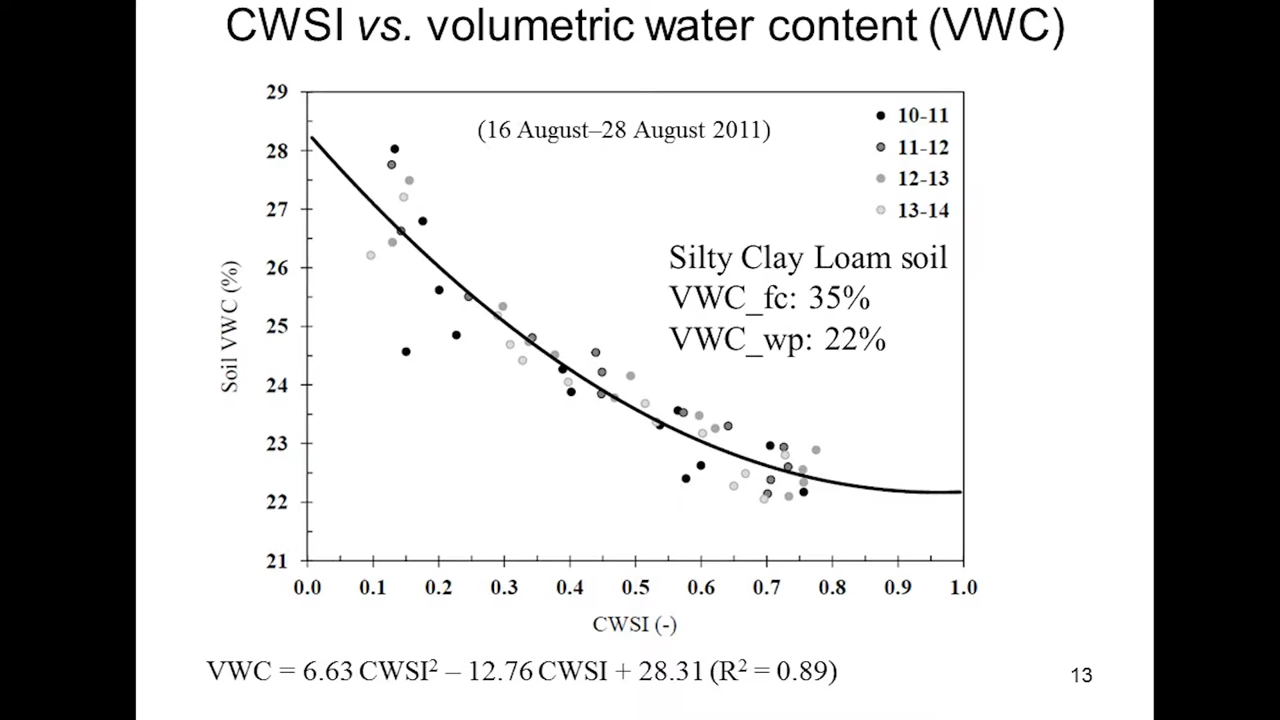 CWSI vs. volumetric water content (VWC)
(16 August–28 August 2011)
10-11
11-12
12-13
13-14
Silty Clay Loam soil
VWC_fc: 35%
VWC_wp: 22%
29
28
27
26
25
24
23
22
21
Soil VWC (%)
0.0 0.1 0.2 0.3 0.4 0.5 0.6 0.7 0.8 0.9 1.0
CWSI (-)
VWC = 6.63 CWSI² – 12.76 CWSI + 28.31 (R² = 0.89)
13